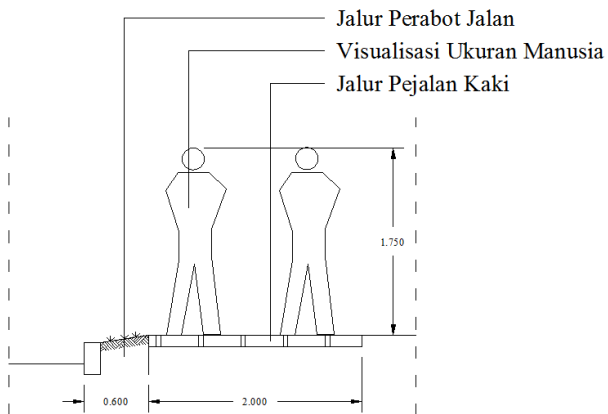 Jalur Perabot Jalan
Visualisasi Ukuran Manusia
Jalur Pejalan Kaki
1.750
0.600
2.000